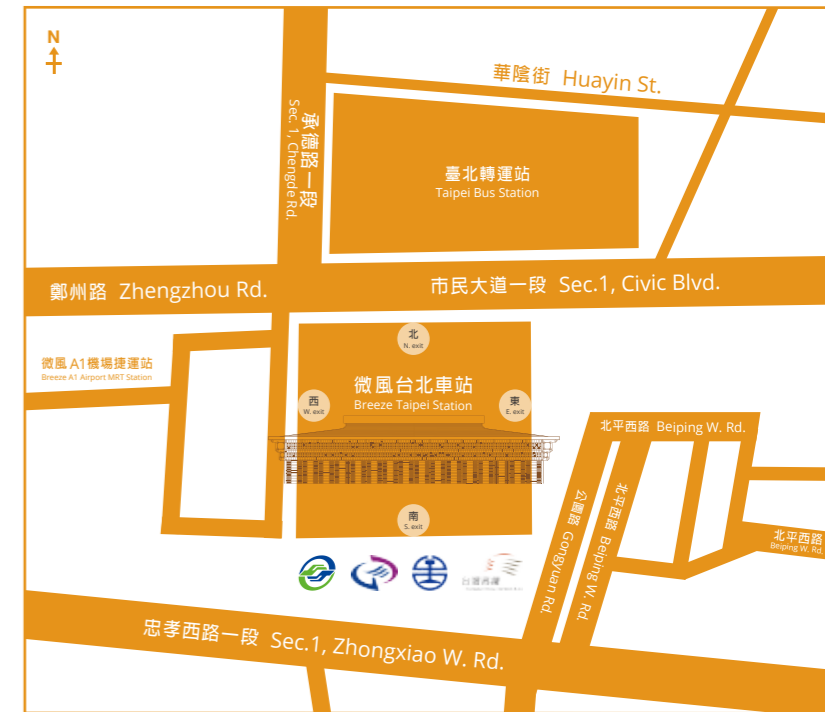 N
華陰街 Huayin St.
承德路一段
Sec. 1, Chengde Rd.
臺北轉運站
Taipei Bus Station
鄭州路 Zhengzhou Rd.
市民大道一段 Sec.1, Civic Blvd.
微風 A1機場捷運站
Breeze A1 Airport MRT Station
北
N. exit
微風台北車站
Breeze Taipei Station
西
W. exit
東
E. exit
北平西路 Beiping W. Rd.
公園路 Gongyuan Rd.
北平西路 Beiping W. Rd.
南
S. exit
北平西路
Beiping W. Rd.
台灣高鐵
忠孝西路一段 Sec.1, Zhongxiao W. Rd.